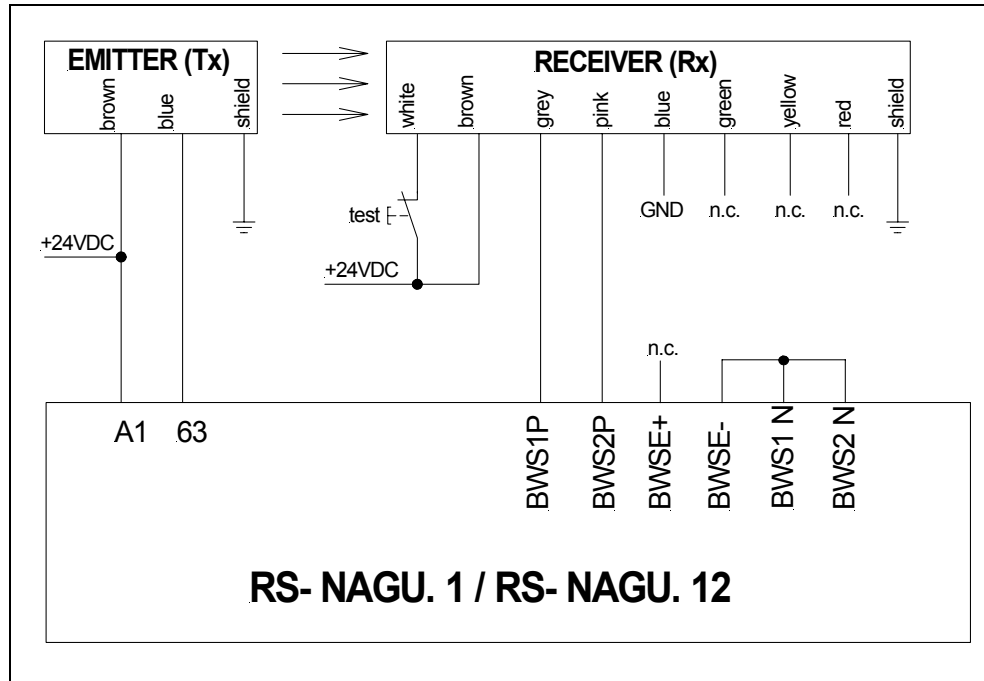 EMITTER (Tx)
RECEIVER (Rx)
brown
blue
shield
white
brown
grey
pink
blue
green
yellow
red
shield
test
GND
n.c.
n.c.
n.c.
+24VDC
+24VDC
n.c.
A1
63
BWS1P
BWS2P
BWSE+
BWSE-
BWS1 N
BWS2 N
RS- NAGU. 1 / RS- NAGU. 12